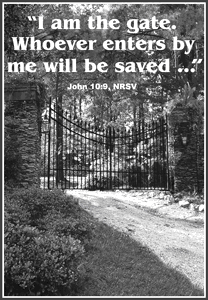 “I am the gate.
Whoever enters by
me will be saved ...”
John 10:9, NRSV